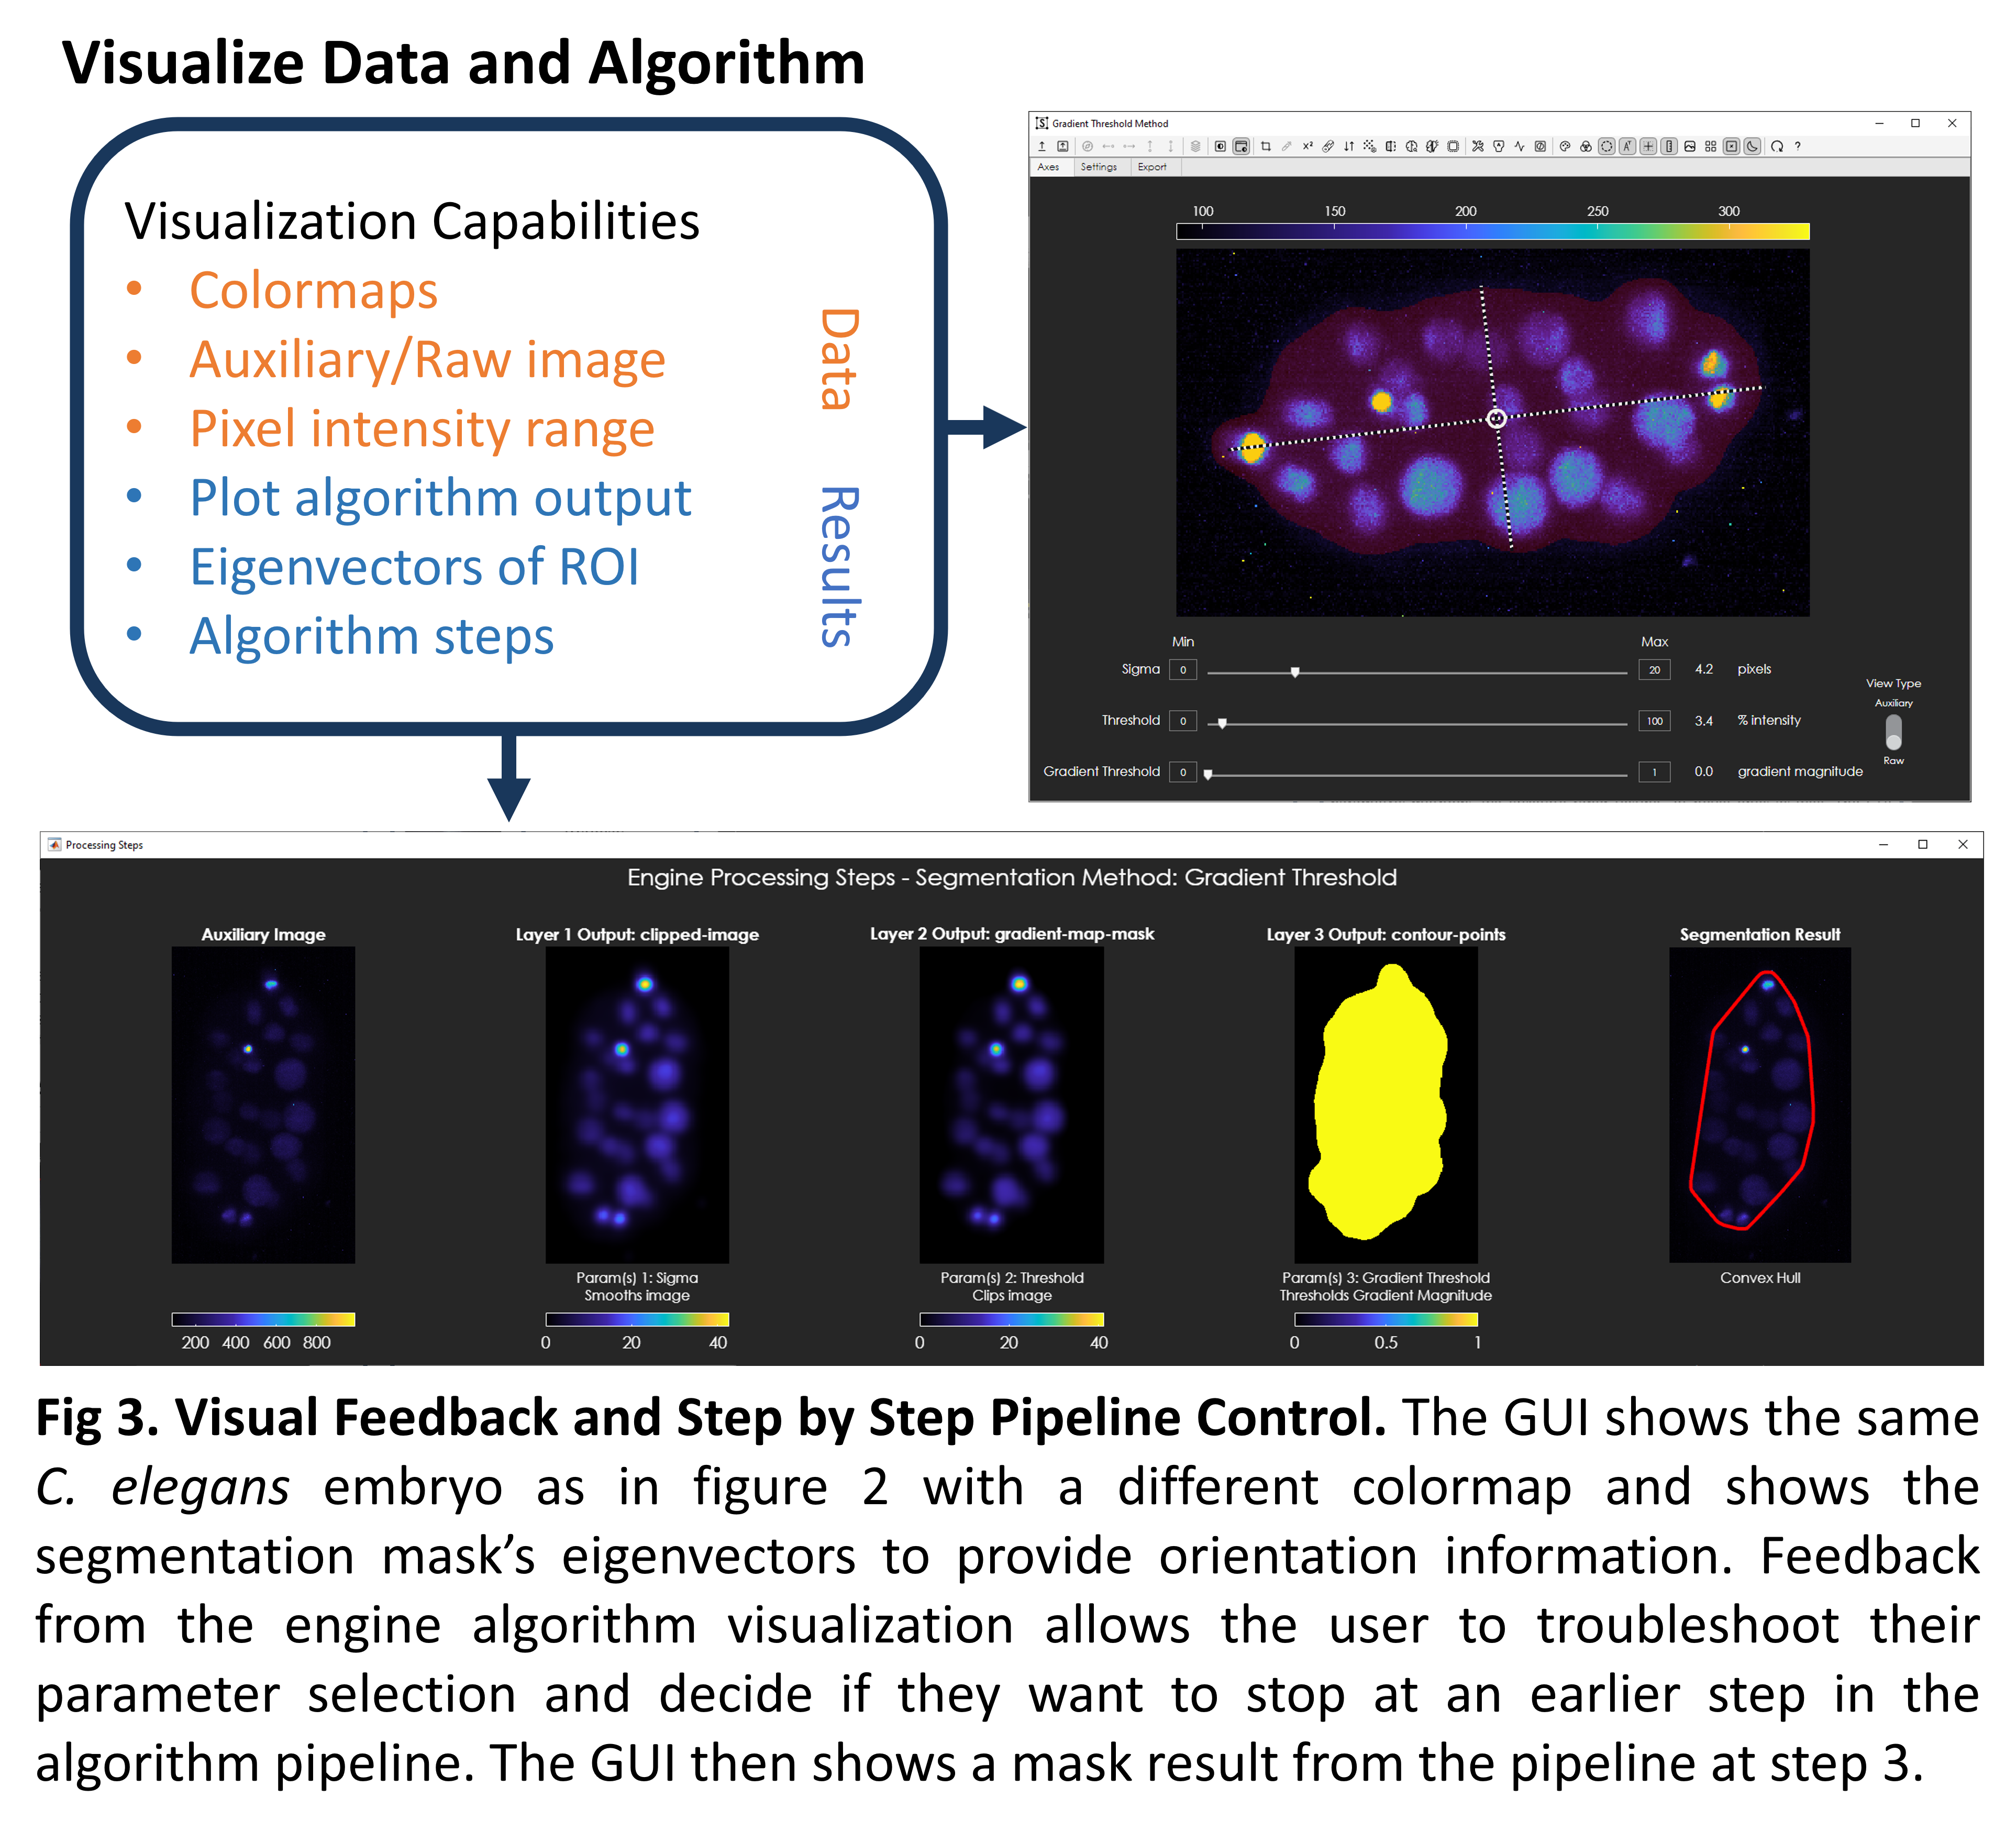 Visualize Data and Algorithm
Visualization Capabilities
• Colormaps
• Auxiliary/Raw image
• Pixel intensity range
• Plot algorithm output
• Eigenvectors of ROI
• Algorithm steps
Data
Results
Gradient Threshold Method
Axes Settings Export
100 150 200 250 300
Min Max
Sigma 0 20 4.2 pixels
Threshold 0 100 3.4 % intensity
Gradient Threshold 0 1 0.0 gradient magnitude
View Type
Auxiliary
Raw
Processing Steps
Engine Processing Steps - Segmentation Method: Gradient Threshold
Auxiliary Image
200 400 600 800
Layer 1 Output: clipped-image
Param(s) 1: Sigma
Smooths image
0 20 40
Layer 2 Output: gradient-map-mask
Param(s) 2: Threshold
Clips image
0 20 40
Layer 3 Output: contour-points
Param(s) 3: Gradient Threshold
Thresholds Gradient Magnitude
0 0.5 1
Segmentation Result
Convex Hull
Fig 3. Visual Feedback and Step by Step Pipeline Control. The GUI shows the same
C. elegans embryo as in figure 2 with a different colormap and shows the
segmentation mask's eigenvectors to provide orientation information. Feedback
from the engine algorithm visualization allows the user to troubleshoot their
parameter selection and decide if they want to stop at an earlier step in the
algorithm pipeline. The GUI then shows a mask result from the pipeline at step 3.